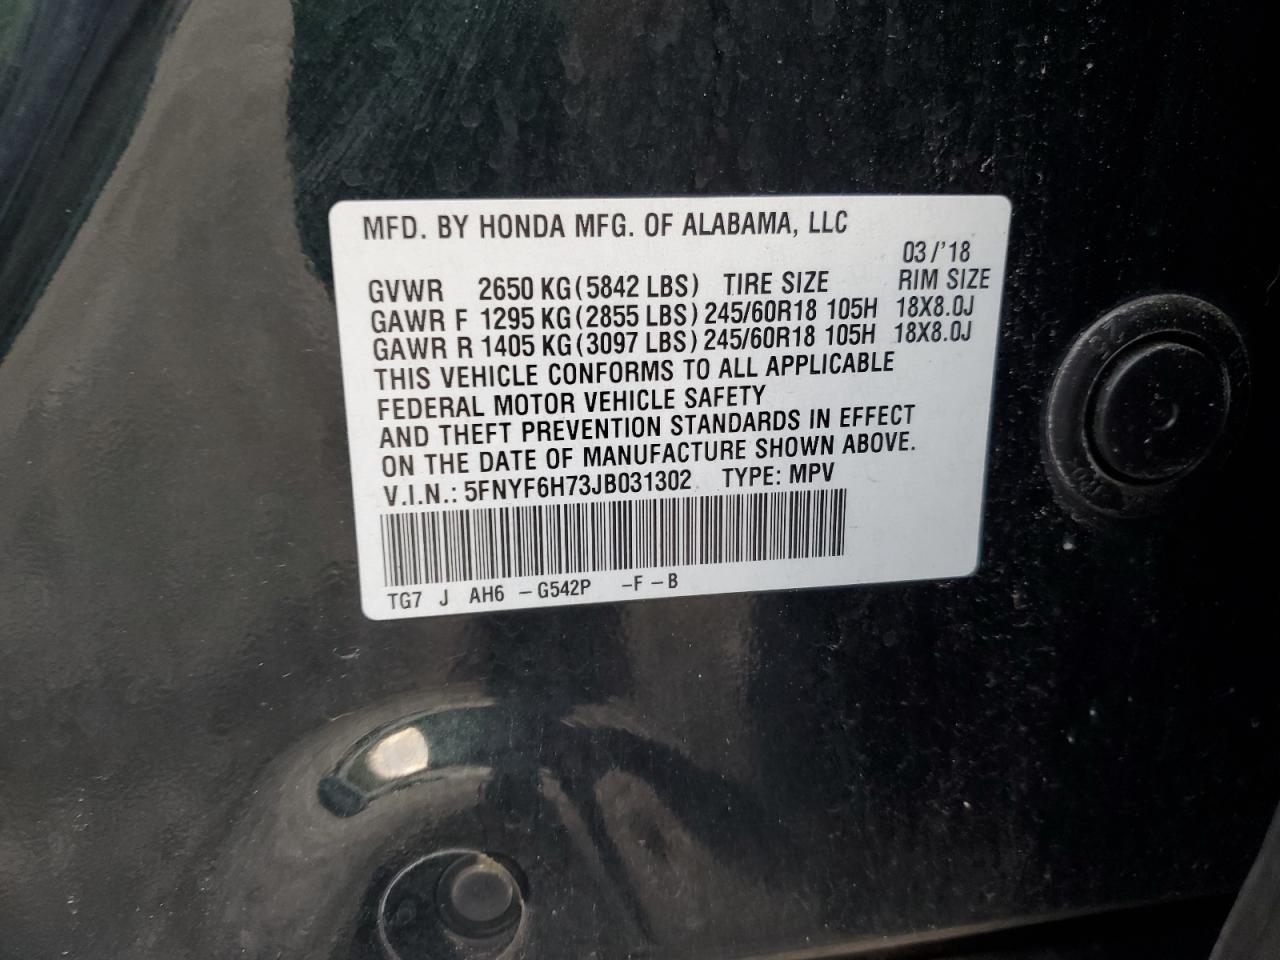 MFD. BY HONDA MFG. OF ALABAMA, LLC
03/'18
GVWR 2650 KG (5842 LBS) TIRE SIZE RIM SIZE
GAWR F 1295 KG (2855 LBS) 245/60R18 105H 18X8.0J
GAWR R 1405 KG (3097 LBS) 245/60R18 105H 18X8.0J
THIS VEHICLE CONFORMS TO ALL APPLICABLE
FEDERAL MOTOR VEHICLE SAFETY
AND THEFT PREVENTION STANDARDS IN EFFECT
ON THE DATE OF MANUFACTURE SHOWN ABOVE.
V.I.N.: 5FNYF6H73JB031302 TYPE: MPV
TG7 J AH6 -G542P -F-B